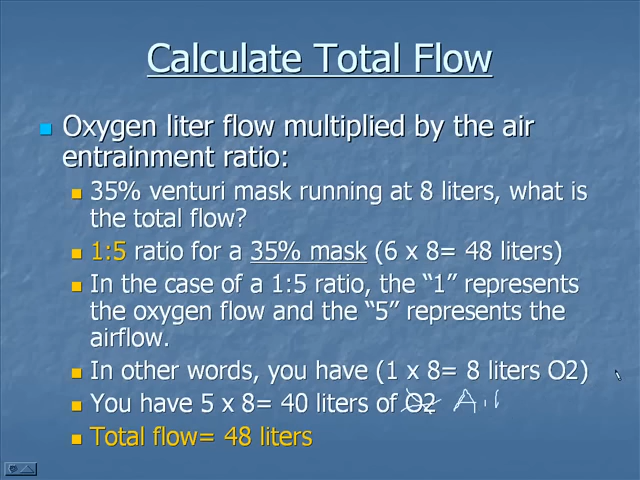 Calculate Total Flow
Oxygen liter flow multiplied by the air
entrainment ratio:
35% venturi mask running at 8 liters, what is
the total flow?
1:5 ratio for a 35% mask (6 x 8= 48 liters)
In the case of a 1:5 ratio, the “1” represents
the oxygen flow and the “5” represents the
airflow.
In other words, you have (1 x 8= 8 liters O2)
You have 5 x 8= 40 liters of O2 Air
Total flow= 48 liters